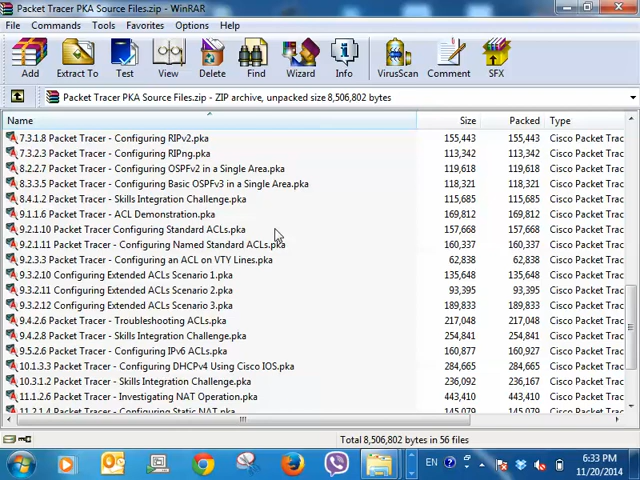 Packet Tracer PKA Source Files.zip - WinRAR
File Commands Tools Favorites Options Help
Add Extract To Test View Delete Find Wizard Info VirusScan Comment SFX
Packet Tracer PKA Source Files.zip - ZIP archive, unpacked size 8,506,802 bytes
Name Size Packed Type
7.3.1.8 Packet Tracer - Configuring RIPv2.pka 155,443 155,443 Cisco Packet Trac
7.3.2.3 Packet Tracer - Configuring RIPng.pka 113,342 113,342 Cisco Packet Trac
8.2.2.7 Packet Tracer - Configuring OSPFv2 in a Single Area.pka 119,618 119,618 Cisco Packet Trac
8.3.3.5 Packet Tracer - Configuring Basic OSPFv3 in a Single Area.pka 118,321 118,321 Cisco Packet Trac
8.4.1.2 Packet Tracer - Skills Integration Challenge.pka 115,685 115,685 Cisco Packet Trac
9.1.1.6 Packet Tracer - ACL Demonstration.pka 169,812 169,812 Cisco Packet Trac
9.2.1.10 Packet Tracer Configuring Standard ACLs.pka 157,668 157,668 Cisco Packet Trac
9.2.1.11 Packet Tracer - Configuring Named Standard ACLs.pka 160,337 160,337 Cisco Packet Trac
9.2.3.3 Packet Tracer - Configuring an ACL on VTY Lines.pka 62,838 62,838 Cisco Packet Trac
9.3.2.10 Configuring Extended ACLs Scenario 1.pka 135,648 135,648 Cisco Packet Trac
9.3.2.11 Configuring Extended ACLs Scenario 2.pka 93,395 93,395 Cisco Packet Trac
9.3.2.12 Configuring Extended ACLs Scenario 3.pka 189,833 189,833 Cisco Packet Trac
9.4.2.6 Packet Tracer - Troubleshooting ACLs.pka 217,048 217,048 Cisco Packet Trac
9.4.2.8 Packet Tracer - Skills Integration Challenge.pka 254,841 254,841 Cisco Packet Trac
9.5.2.6 Packet Tracer - Configuring IPv6 ACLs.pka 160,877 160,927 Cisco Packet Trac
10.1.3.3 Packet Tracer - Configuring DHCPv4 Using Cisco IOS.pka 284,665 284,665 Cisco Packet Trac
10.3.1.2 Packet Tracer - Skills Integration Challenge.pka 236,092 236,167 Cisco Packet Trac
11.1.2.6 Packet Tracer - Investigating NAT Operation.pka 443,410 443,410 Cisco Packet Trac
11.2.1.4 Packet Tracer - Configuring Static NAT.pka 145,079 145,079 Cisco Packet Trac
Total 8,506,802 bytes in 56 files
EN 6:33 PM
11/20/2014